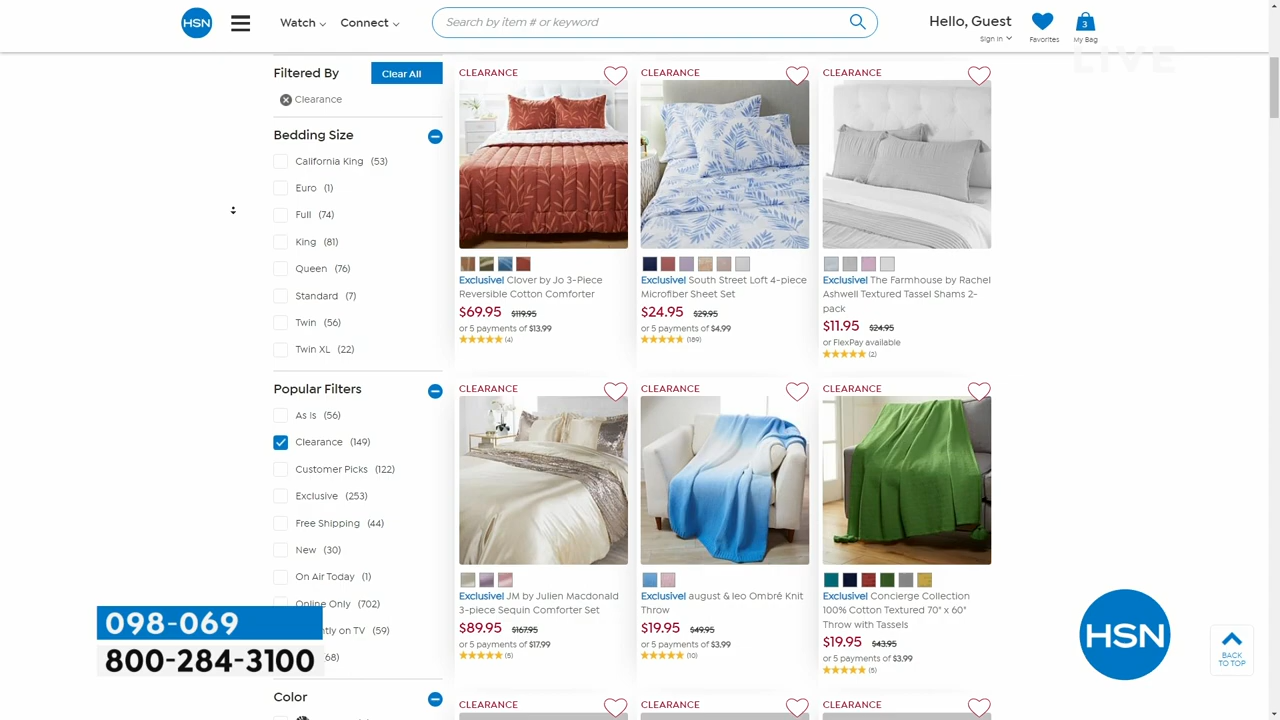 HSN
Watch
Connect
Search by item # or keyword
Hello, Guest
Sign In
Favorites
3
My Bag
LIVE
Filtered By
Clear All
Clearance
Bedding Size
California King (53)
Euro (1)
Full (74)
King (81)
Queen (76)
Standard (7)
Twin (56)
Twin XL (22)
Popular Filters
As Is (56)
Clearance (149)
Customer Picks (122)
Exclusive (253)
Free Shipping (44)
New (30)
On Air Today (1)
Online Only (702)
on TV (59)
Color
CLEARANCE
Exclusive! Clover by Jo 3-Piece
Reversible Cotton Comforter
$69.95 $119.95
or 5 payments of $13.99
(4)
CLEARANCE
Exclusive! South Street Loft 4-piece
Microfiber Sheet Set
$24.95 $29.95
or 5 payments of $4.99
(189)
CLEARANCE
Exclusive! The Farmhouse by Rachel
Ashwell Textured Tassel Shams 2-
pack
$11.95 $24.95
or FlexPay available
(2)
CLEARANCE
Exclusive! JM by Julien Macdonald
3-piece Sequin Comforter Set
$89.95 $167.95
or 5 payments of $17.99
(5)
CLEARANCE
Exclusive! august & leo Ombré Knit
Throw
$19.95 $49.95
or 5 payments of $3.99
(10)
CLEARANCE
Exclusive! Concierge Collection
100% Cotton Textured 70" x 60"
Throw with Tassels
$19.95 $43.95
or 5 payments of $3.99
(5)
CLEARANCE
CLEARANCE
CLEARANCE
098-069
800-284-3100
HSN
BACK
TO TOP